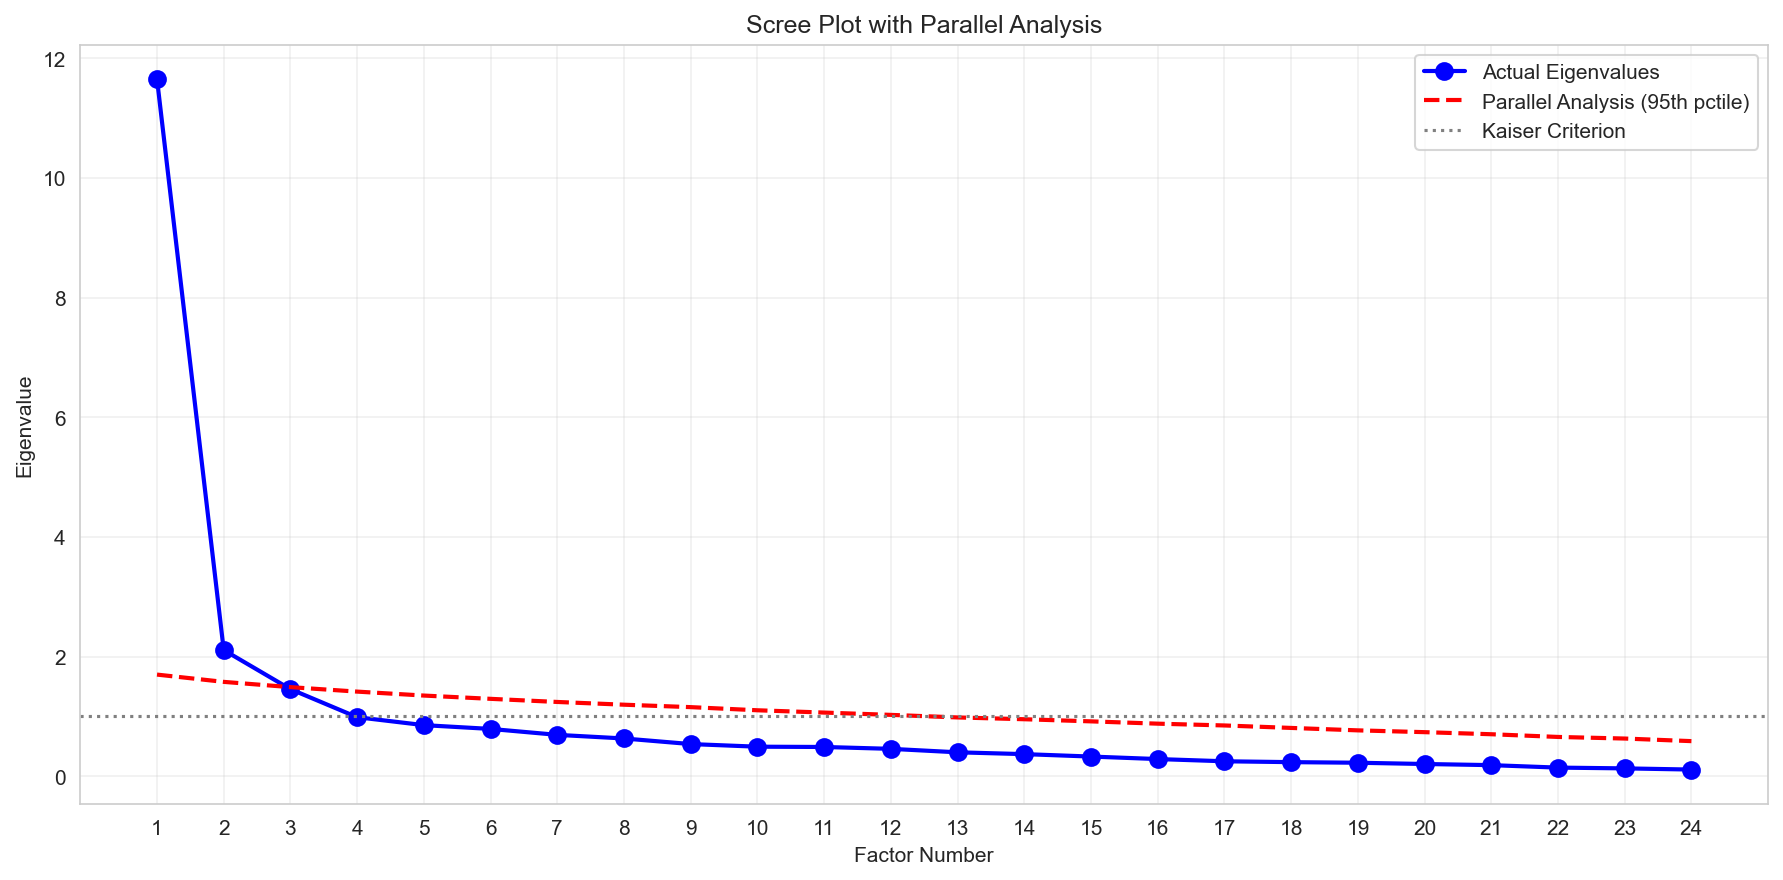 Scree Plot with Parallel Analysis
Actual Eigenvalues
Parallel Analysis (95th pctile)
Kaiser Criterion
12
10
8
6
4
2
0
Eigenvalue
1 2 3 4 5 6 7 8 9 10 11 12 13 14 15 16 17 18 19 20 21 22 23 24
Factor Number